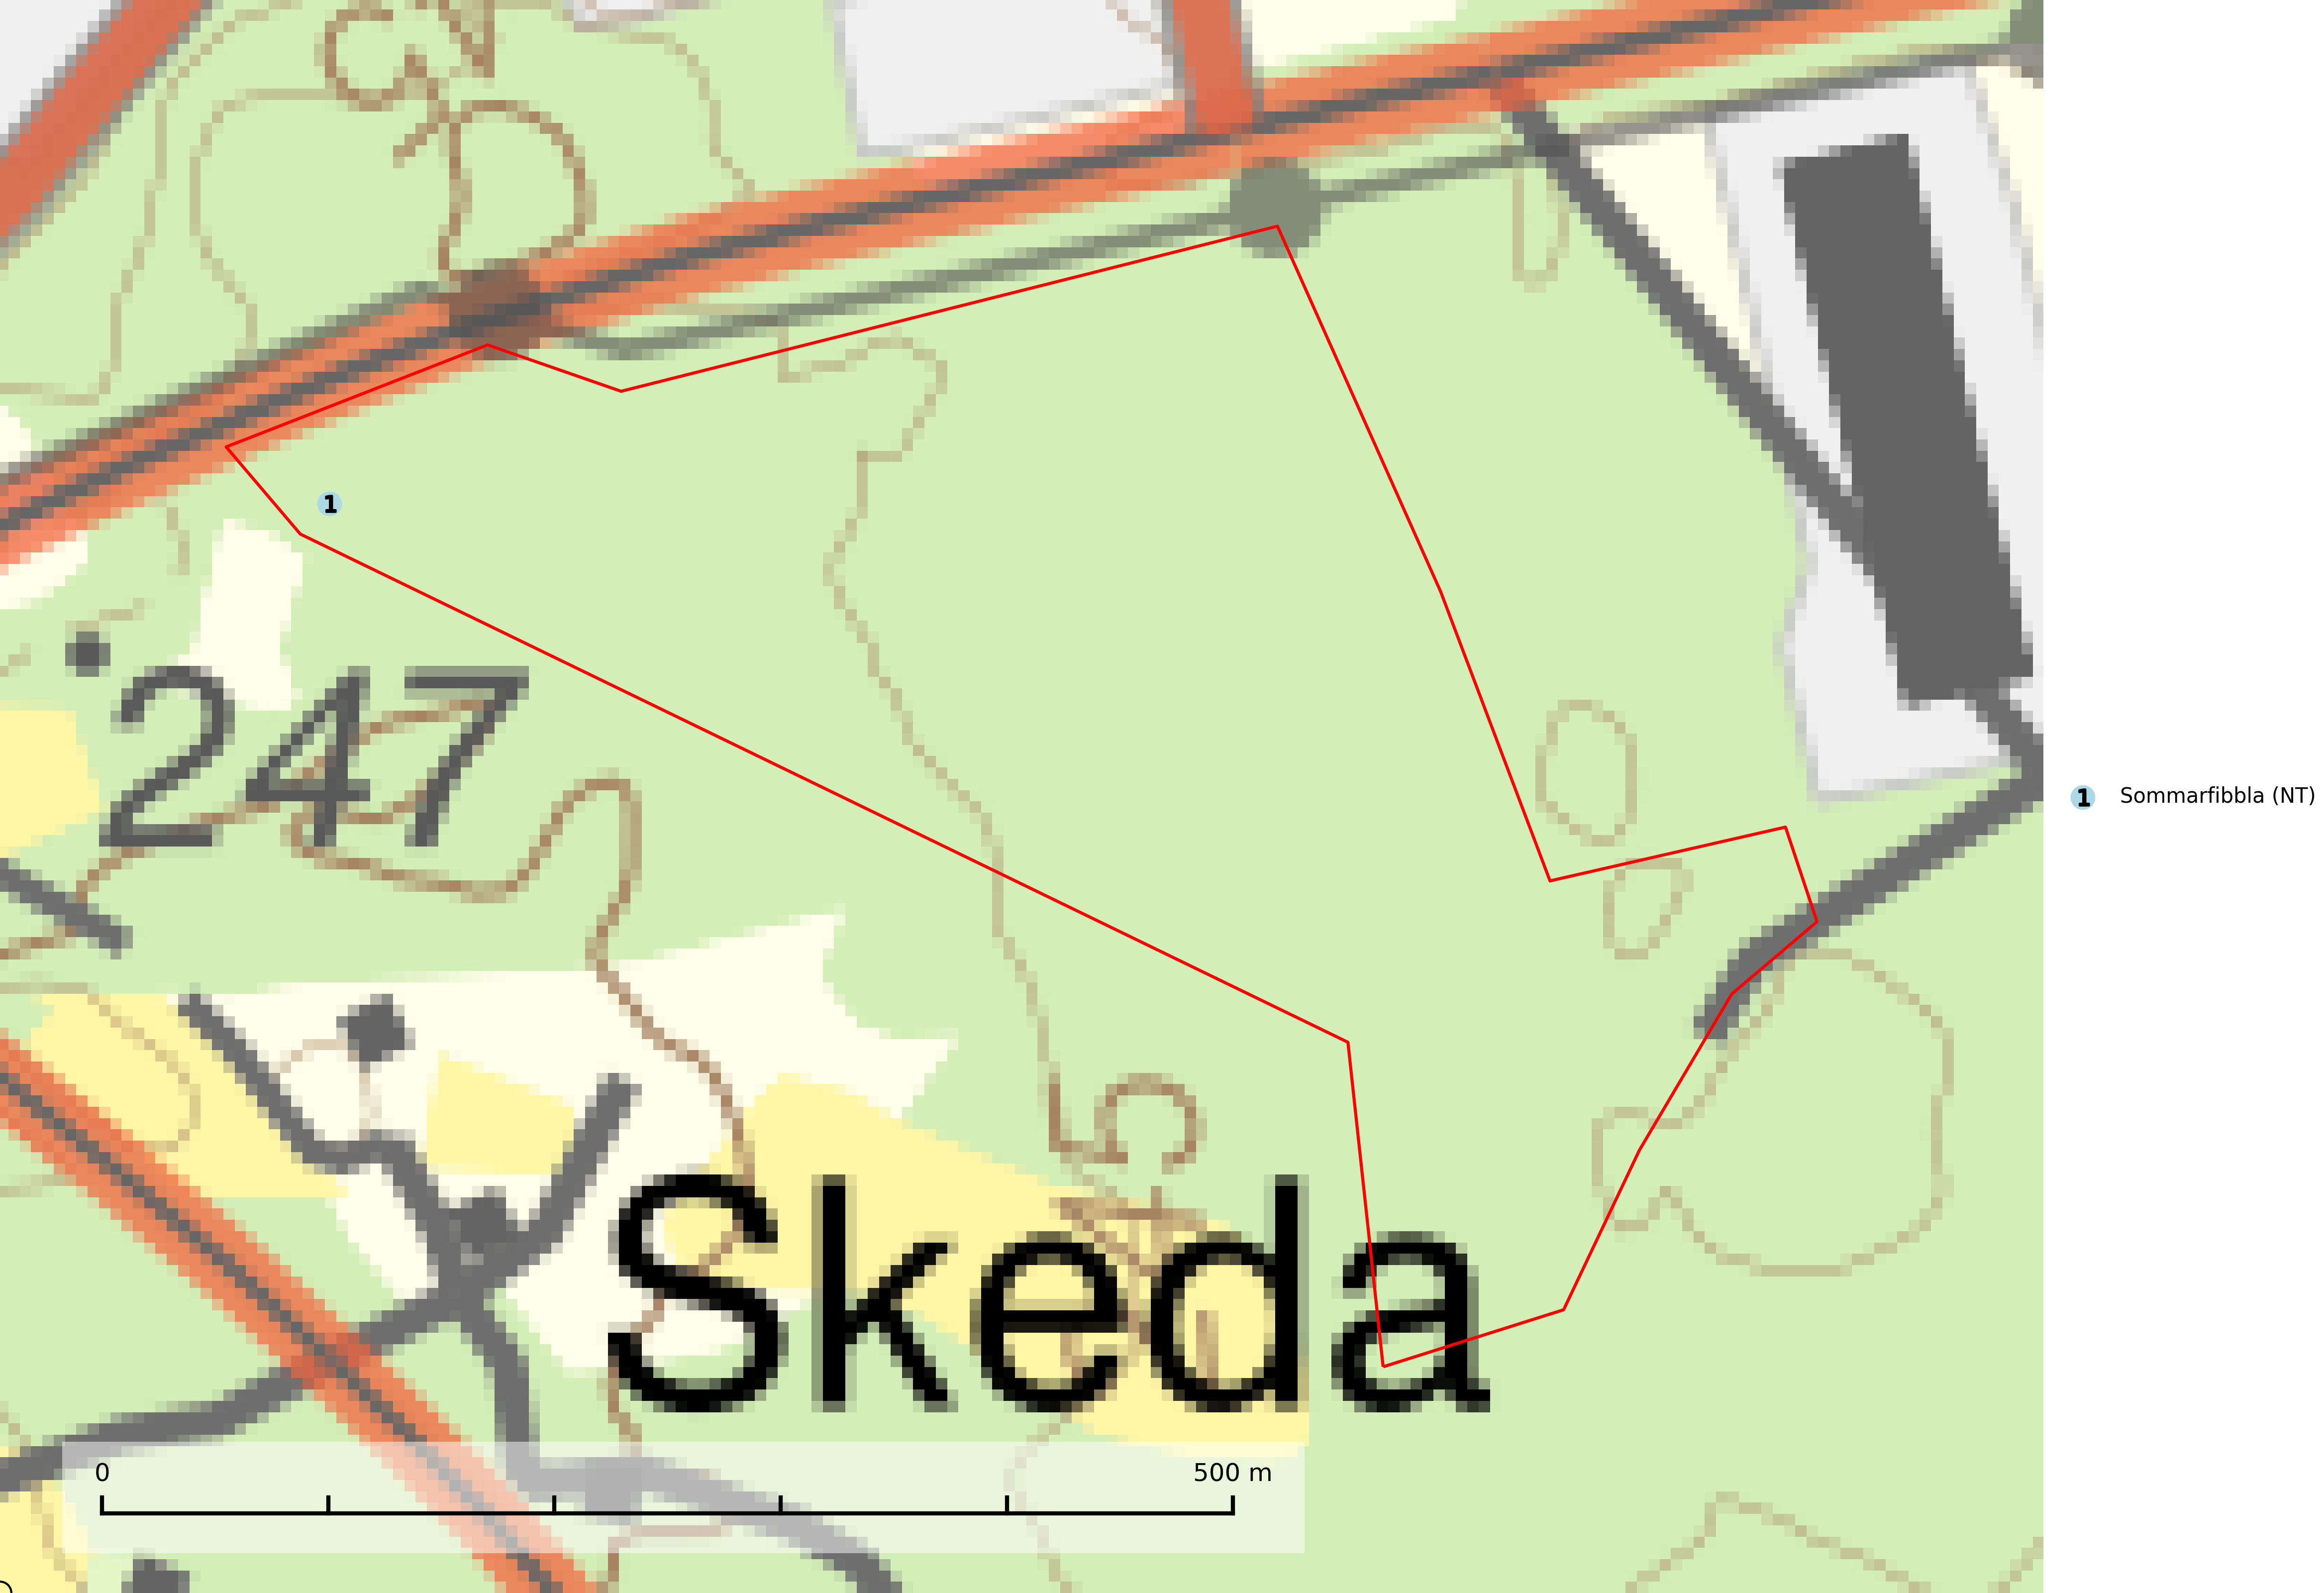 1
247
Skeda
1 Sommarfibbla (NT)
0 500 m